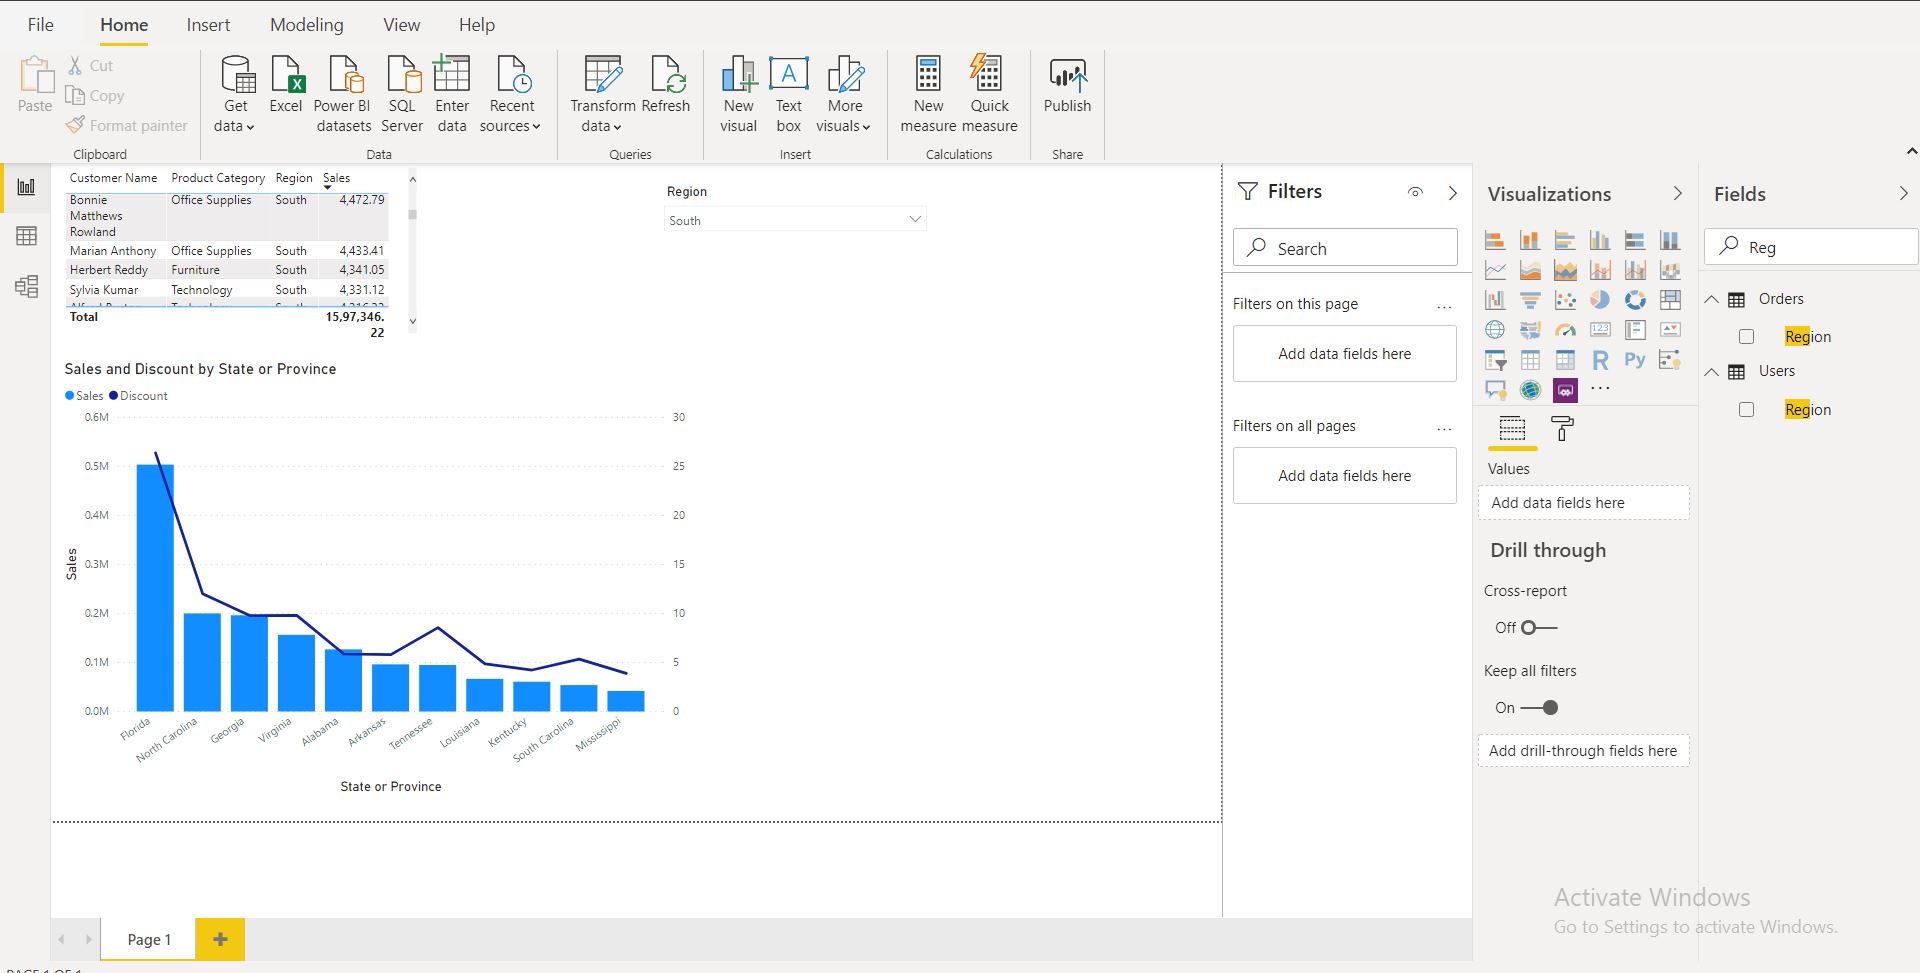 File Home Insert Modeling View Help
Paste
Cut
Copy
Format painter
Clipboard
Get data
Excel
Power BI datasets
SQL Server
Enter data
Recent sources
Data
Transform data
Refresh
Queries
New visual
Text box
More visuals
Insert
New measure
Quick measure
Calculations
Publish
Share
Customer Name Product Category Region Sales
Bonnie Office Supplies South 4,472.79
Matthews
Rowland
Marian Anthony Office Supplies South 4,433.41
Herbert Reddy Furniture South 4,341.05
Sylvia Kumar Technology South 4,331.12
Total 15,97,346.
22
Region
South
Sales and Discount by State or Province
Sales Discount
0.6M 30
0.5M 25
0.4M 20
0.3M 15
0.2M 10
0.1M 5
0.0M 0
Sales
Florida
North Carolina
Georgia
Virginia
Alabama
Arkansas
Tennessee
Louisiana
Kentucky
South Carolina
Mississippi
State or Province
Filters
Search
Filters on this page ...
Add data fields here
Filters on all pages ...
Add data fields here
Visualizations
123
R Py
...
Values
Add data fields here
Drill through
Cross-report
Off
Keep all filters
On
Add drill-through fields here
Fields
Reg
Orders
Region
Users
Region
Activate Windows
Go to Settings to activate Windows.
Page 1